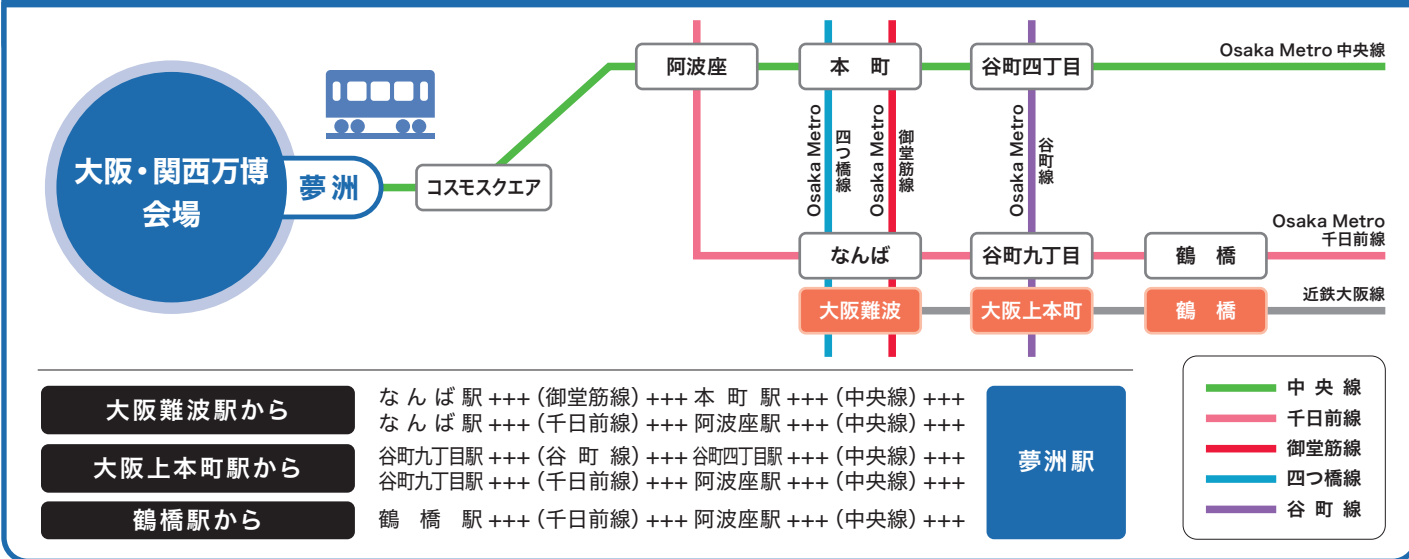 Osaka Metro 中央線
阿波座
本 町
谷町四丁目
大阪・関西万博
会場
夢洲
コスモスクエア
Osaka Metro
四つ橋線
Osaka Metro
御堂筋線
Osaka Metro
谷町線
Osaka Metro
千日前線
なんば
谷町九丁目
鶴 橋
近鉄大阪線
大阪難波
大阪上本町
鶴 橋
大阪難波駅から
な ん ば 駅 +++ (御堂筋線) +++ 本 町 駅 +++ (中央線) +++
な ん ば 駅 +++ (千日前線) +++ 阿波座駅 +++ (中央線) +++
大阪上本町駅から
谷町九丁目駅 +++ (谷 町 線) +++ 谷町四丁目駅 +++ (中央線) +++
谷町九丁目駅 +++ (千日前線) +++ 阿波座駅 +++ (中央線) +++
鶴橋駅から
鶴 橋 駅 +++ (千日前線) +++ 阿波座駅 +++ (中央線) +++
夢洲駅
中 央 線
千日前線
御堂筋線
四つ橋線
谷 町 線